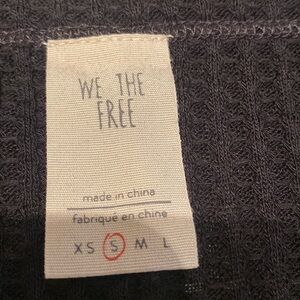 WE THE
FREE
made in china
fabriqué en chine
XS S M L